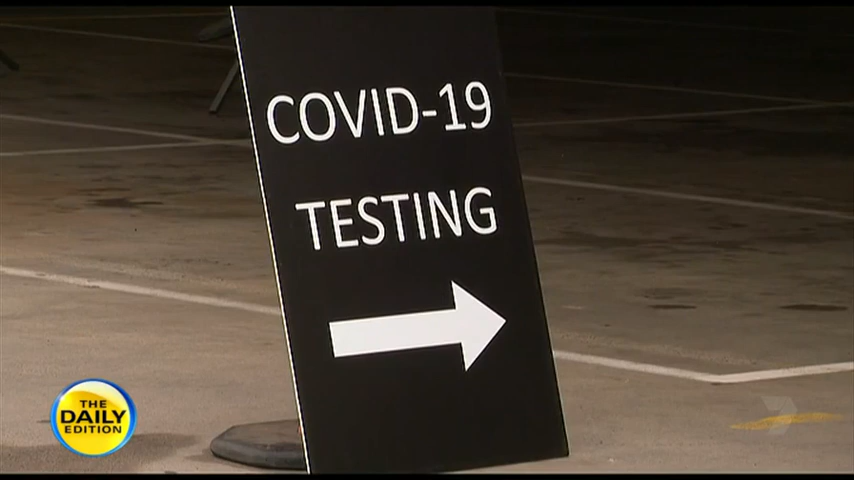 COVID-19
TESTING
THE
DAILY
EDITION